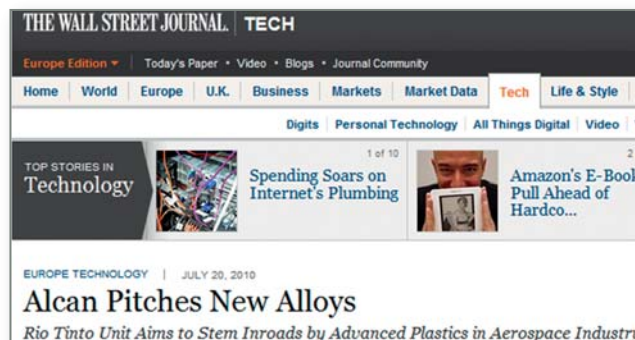 THE WALL STREET JOURNAL. TECH
Europe Edition Today's Paper • Video • Blogs • Journal Community
Home World Europe U.K. Business Markets Market Data Tech Life & Style
Digits Personal Technology All Things Digital Video
TOP STORIES IN
Technology
1 of 10
Spending Soars on
Internet's Plumbing
2
Amazon's E-Book
Pull Ahead of
Hardco...
EUROPE TECHNOLOGY | JULY 20, 2010
Alcan Pitches New Alloys
Rio Tinto Unit Aims to Stem Inroads by Advanced Plastics in Aerospace Industry